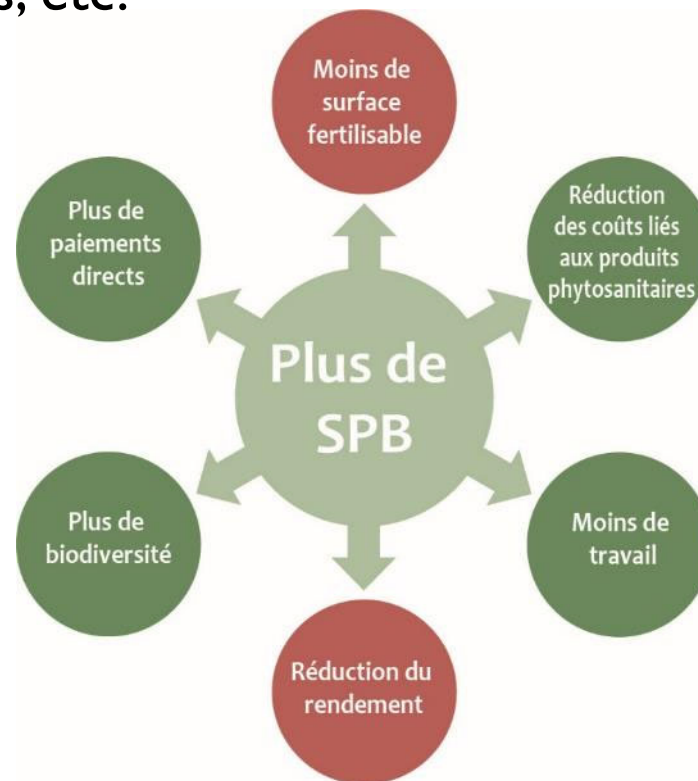 s, etc.
Moins de
surface
fertilisable
Plus de
paiements
directs
Réduction
des coûts liés
aux produits
phytosanitaires
Plus de
SPB
Plus de
biodiversité
Moins de
travail
Réduction du
rendement